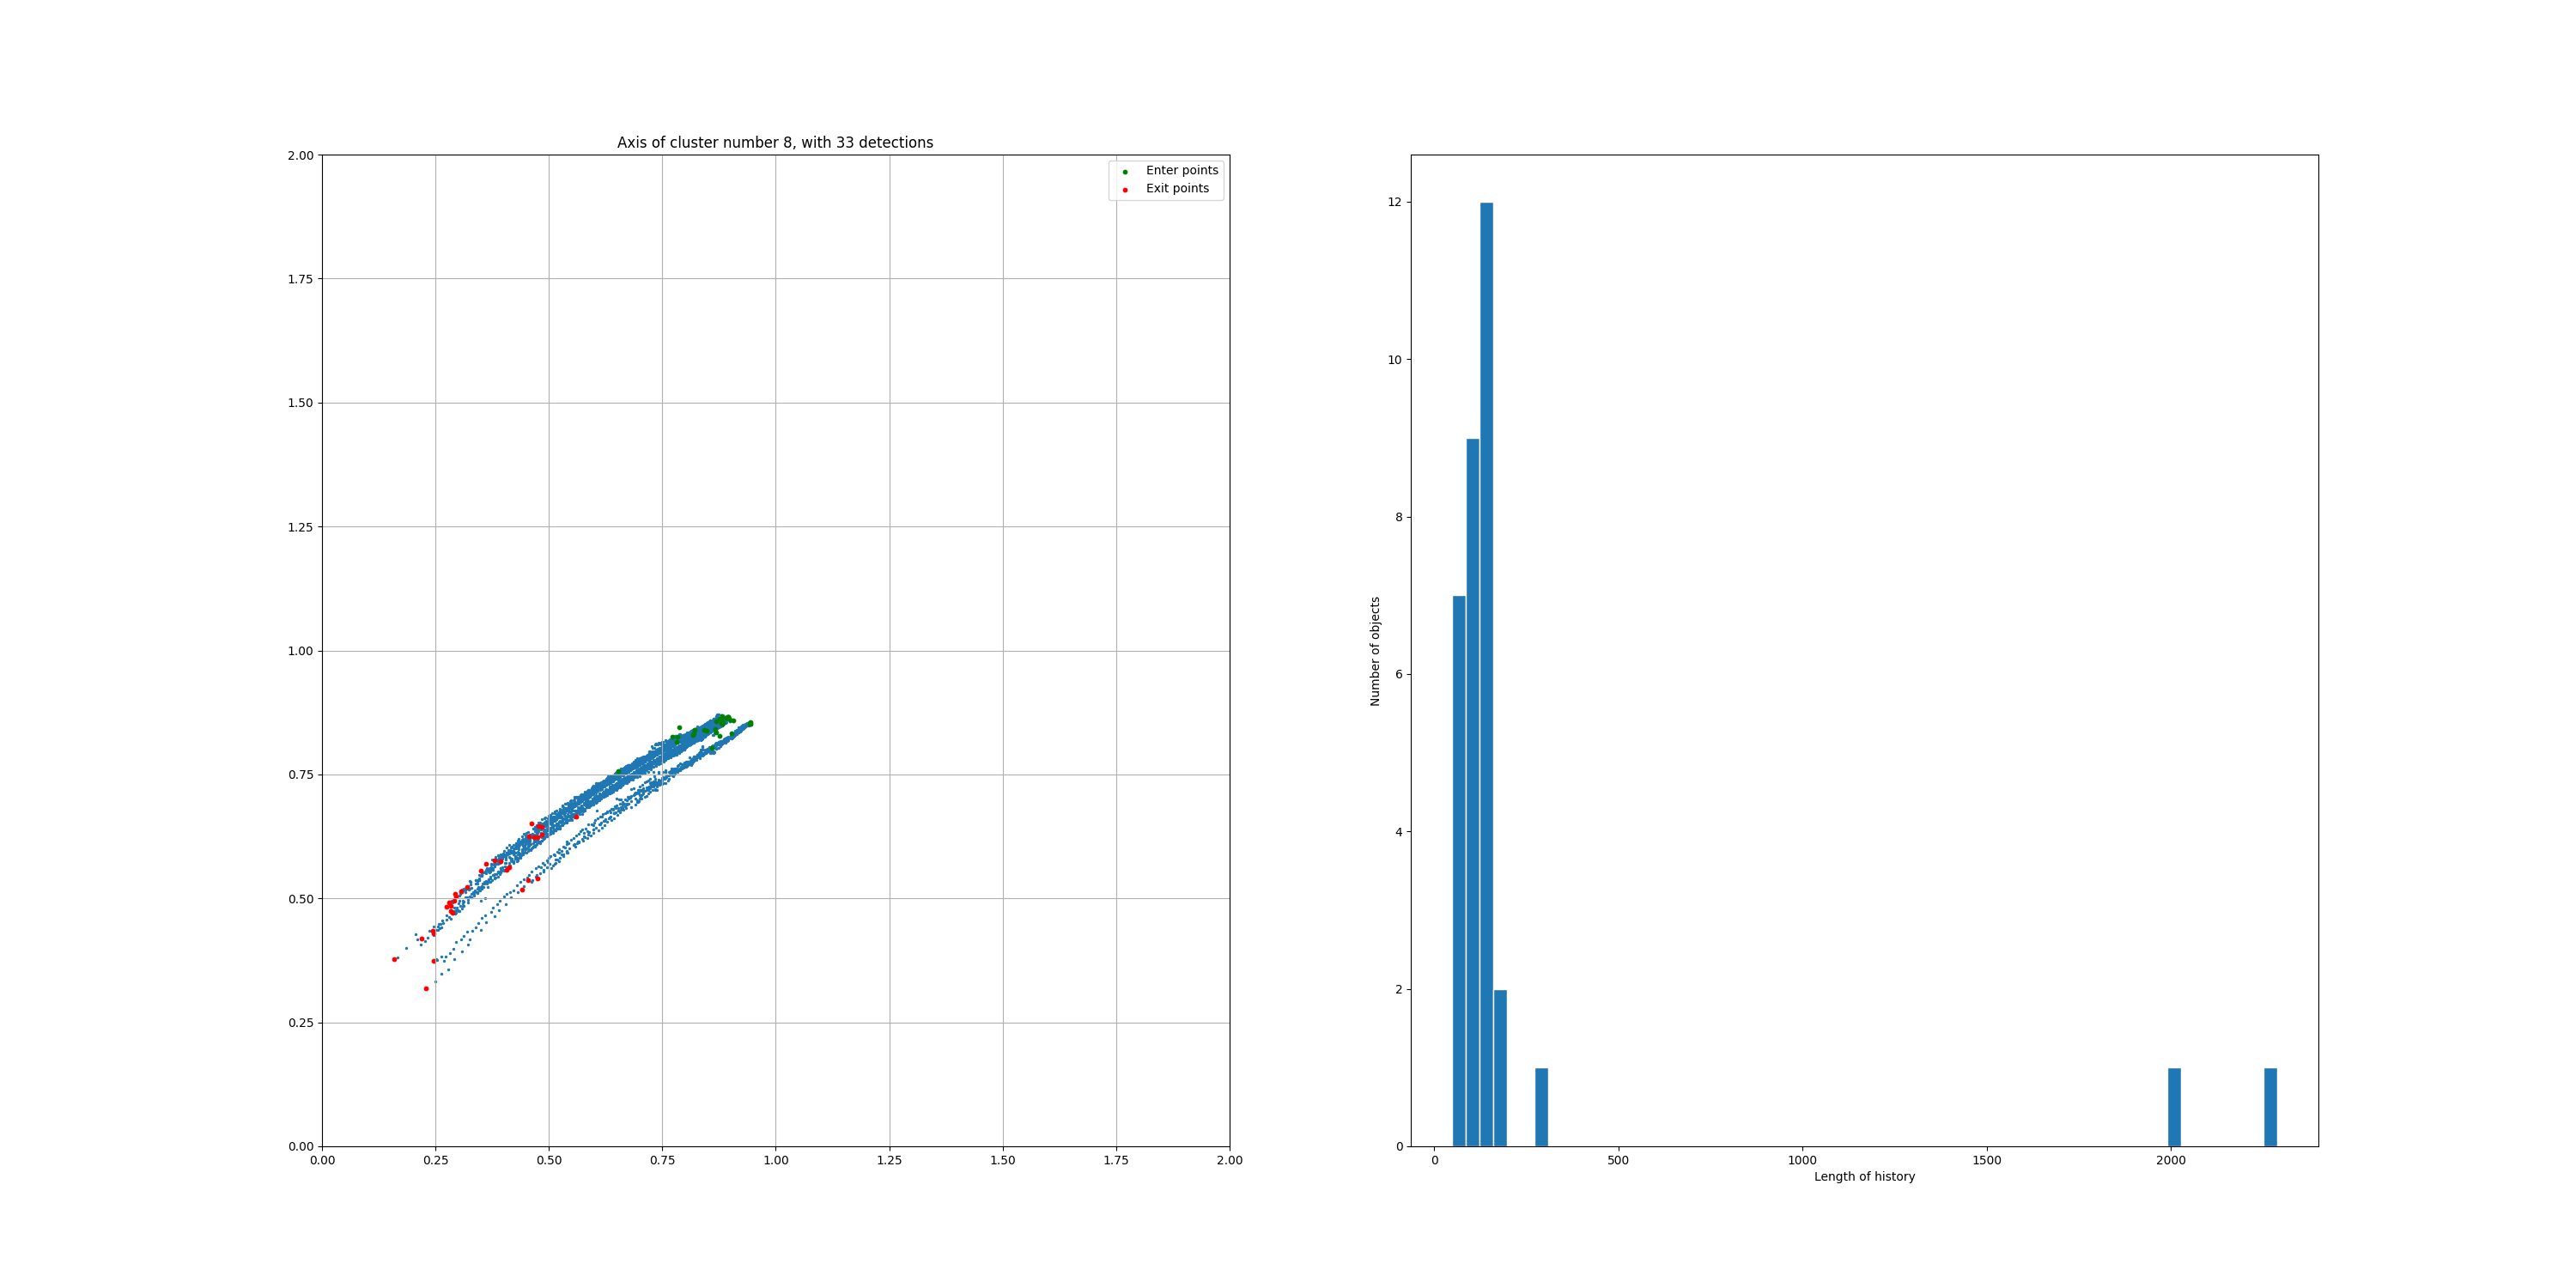 Axis of cluster number 8, with 33 detections
Enter points
Exit points
2.00
1.75
1.50
1.25
1.00
0.75
0.50
0.25
0.00
0.00 0.25 0.50 0.75 1.00 1.25 1.50 1.75 2.00
Number of objects
12
10
8
6
4
2
0
0 500 1000 1500 2000
Length of history